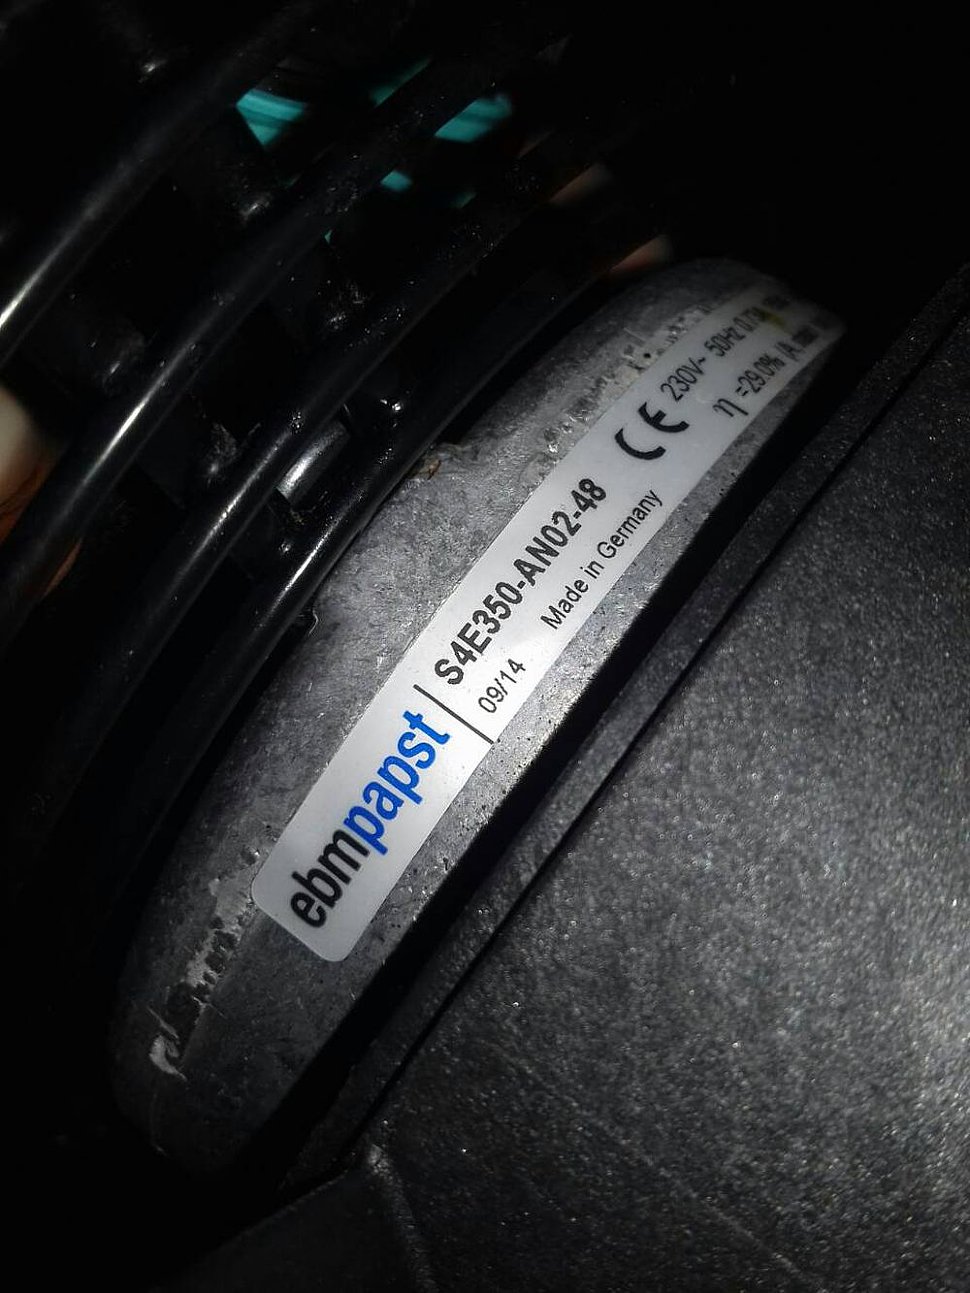 ebmpapst
S4E350-AN02-48
09/14 Made in Germany
CE 230V~ 50Hz
η =29.0% /A